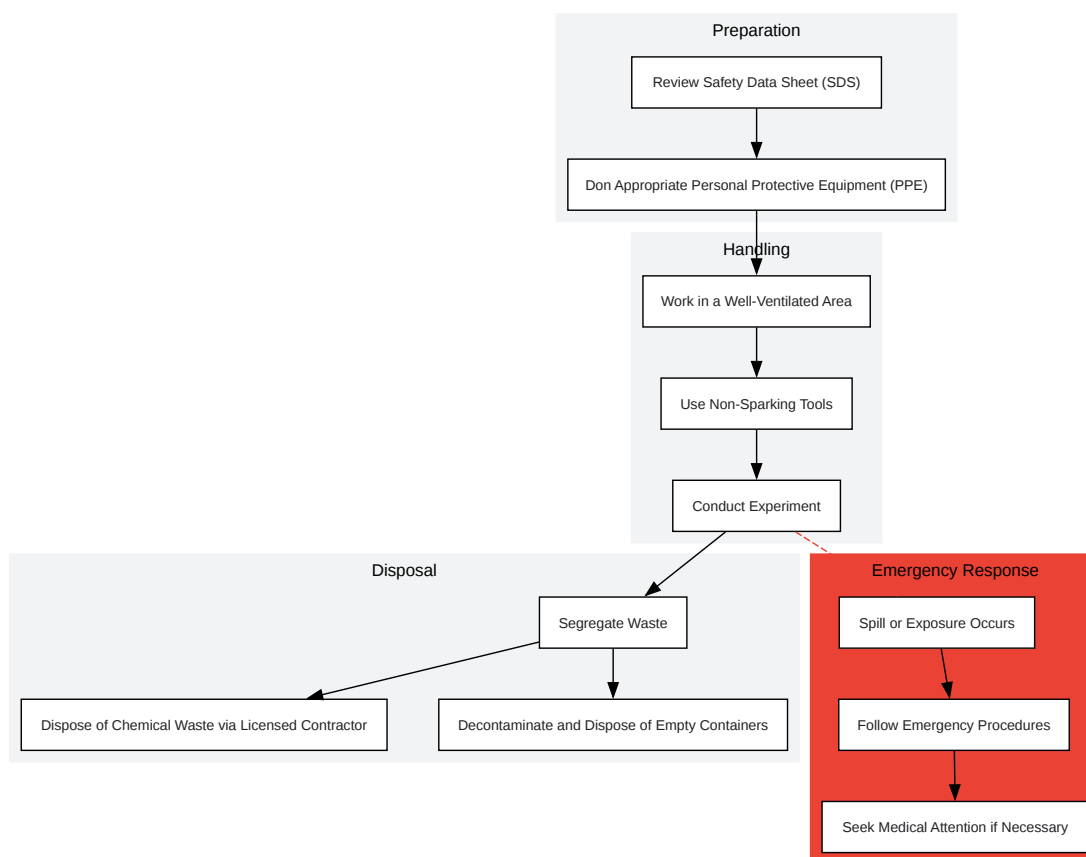 Preparation
Review Safety Data Sheet (SDS)
Don Appropriate Personal Protective Equipment (PPE)
Handling
Work in a Well-Ventilated Area
Use Non-Sparking Tools
Conduct Experiment
Disposal
Segregate Waste
Dispose of Chemical Waste via Licensed Contractor
Decontaminate and Dispose of Empty Containers
Emergency Response
Spill or Exposure Occurs
Follow Emergency Procedures
Seek Medical Attention if Necessary